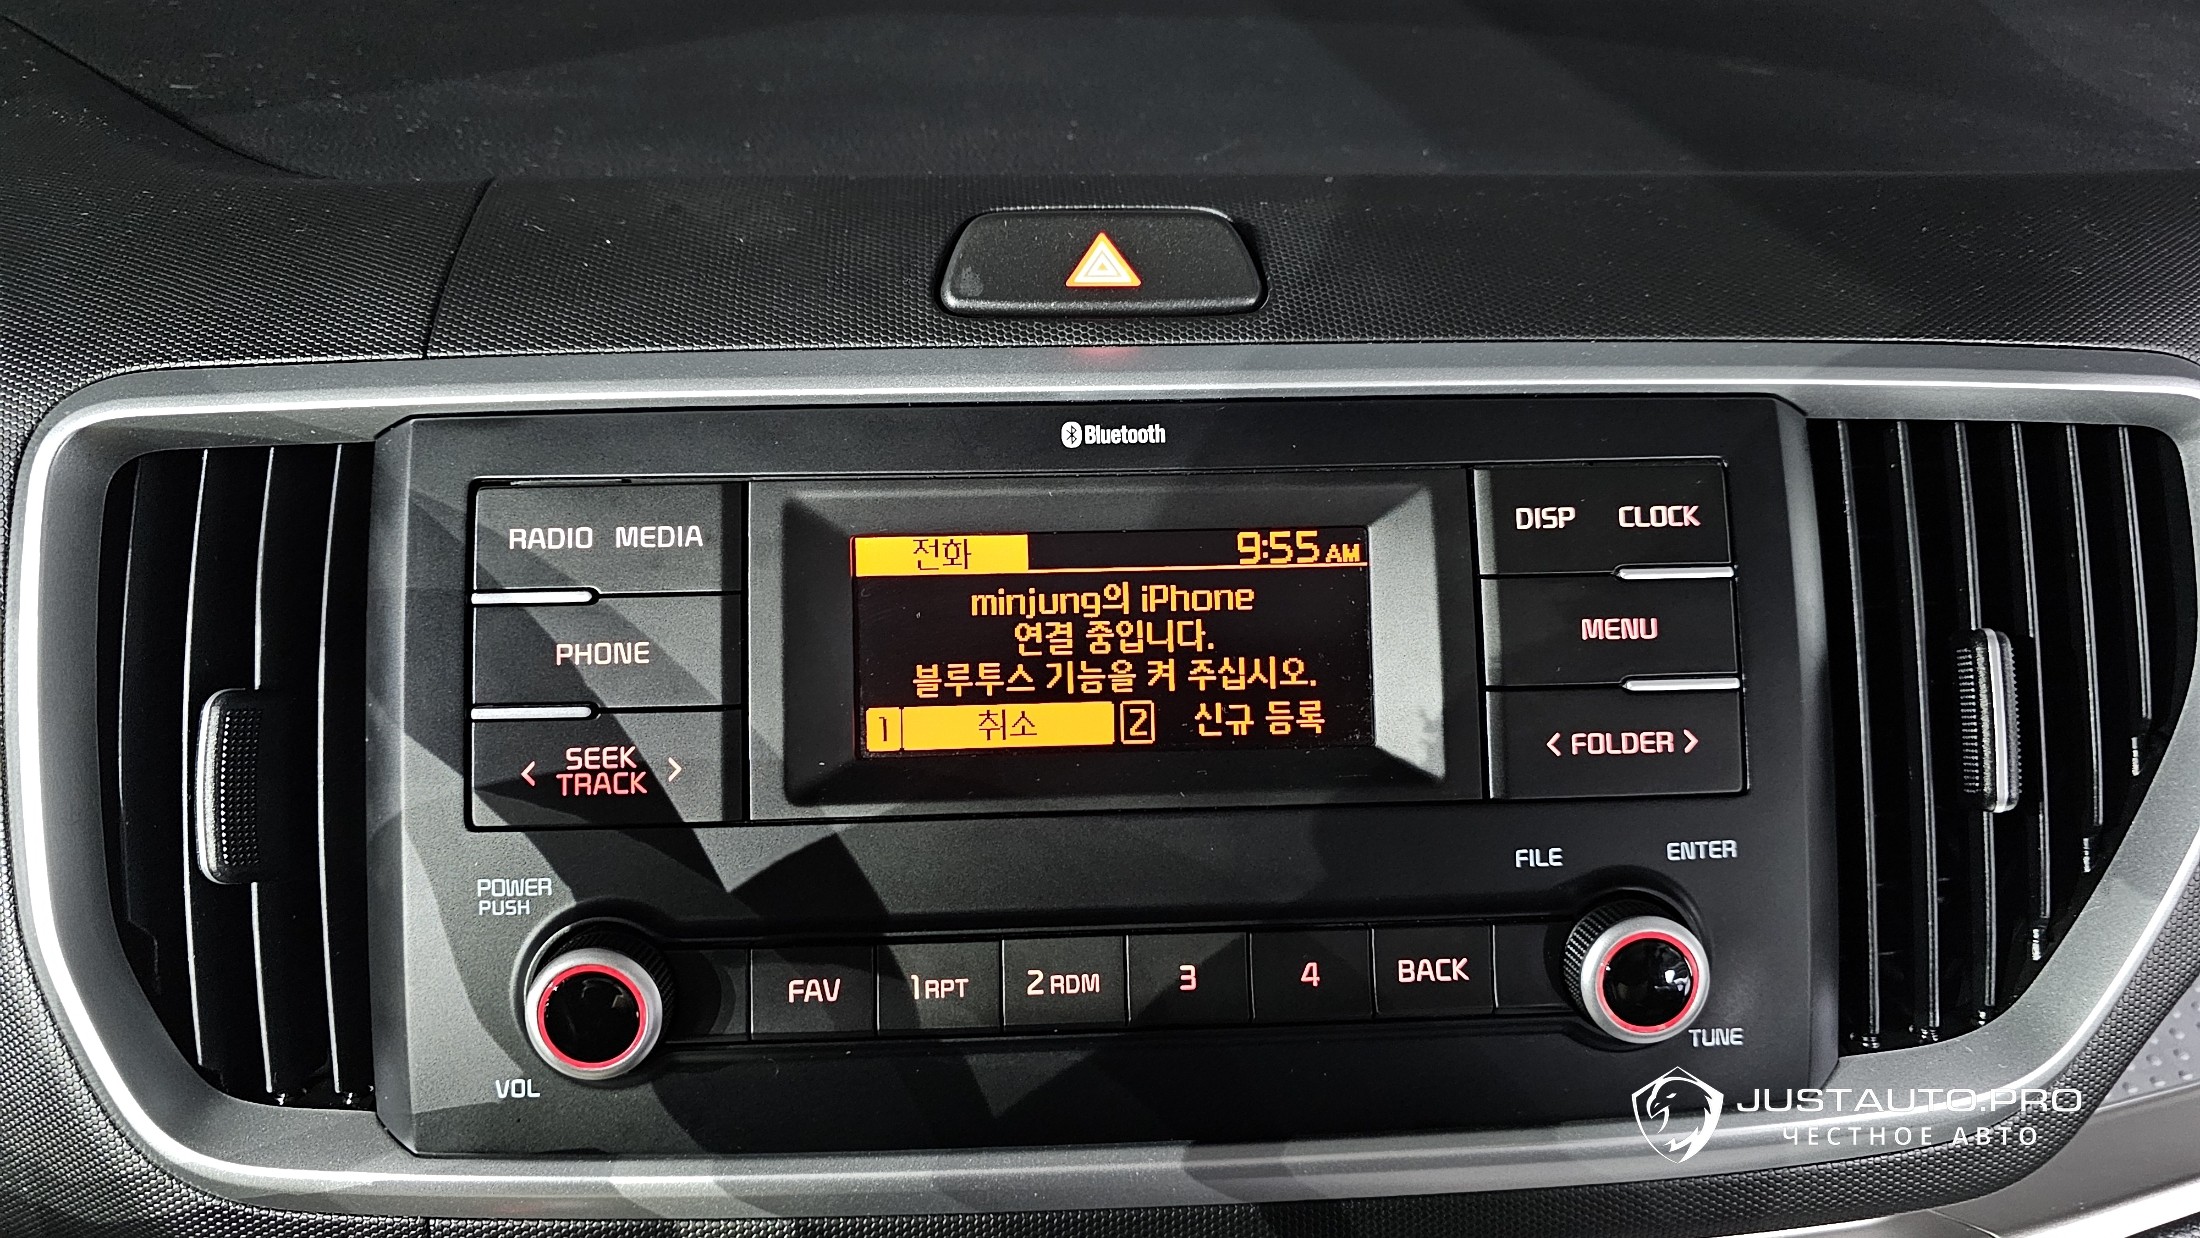 Bluetooth
RADIO MEDIA
PHONE
< SEEK TRACK >
전화 9:55 AM
minjung의 iPhone
연결 중입니다.
블루투스 기능을 켜 주십시오.
1 취소 2 신규 등록
DISP CLOCK
MENU
< FOLDER >
POWER
PUSH
VOL
FAV 1 RPT 2 RDM 3 4 BACK
FILE ENTER
TUNE
JUSTAUTO.PRO
ЧЕСТНОЕ АВТО